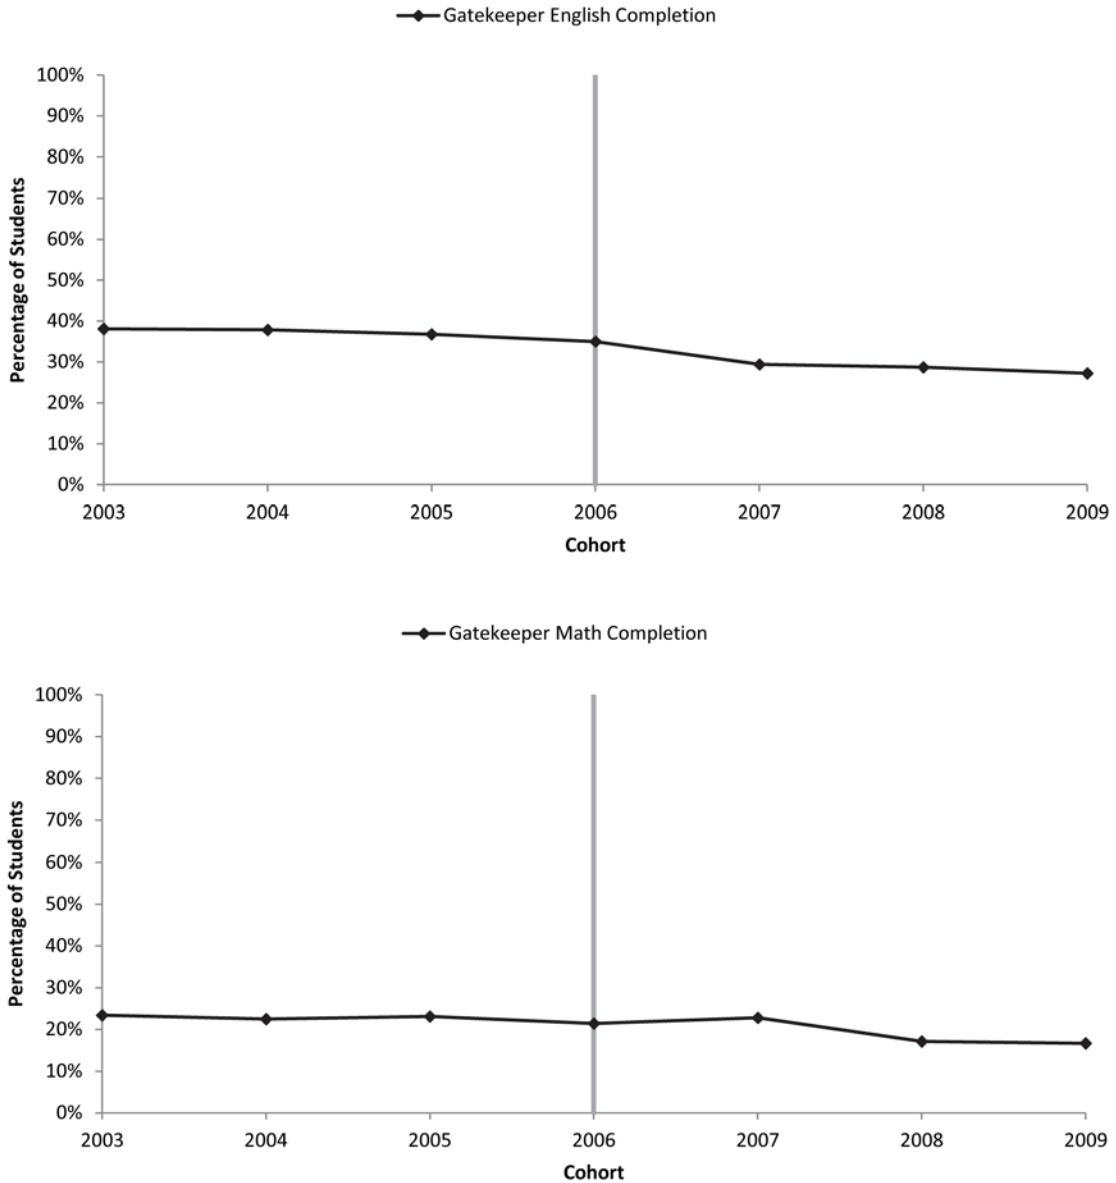 Gatekeeper English Completion
100%
90%
80%
70%
60%
50%
40%
30%
20%
10%
0%
Percentage of Students
2003 2004 2005 2006 2007 2008 2009
Cohort
Gatekeeper Math Completion
100%
90%
80%
70%
60%
50%
40%
30%
20%
10%
0%
Percentage of Students
2003 2004 2005 2006 2007 2008 2009
Cohort